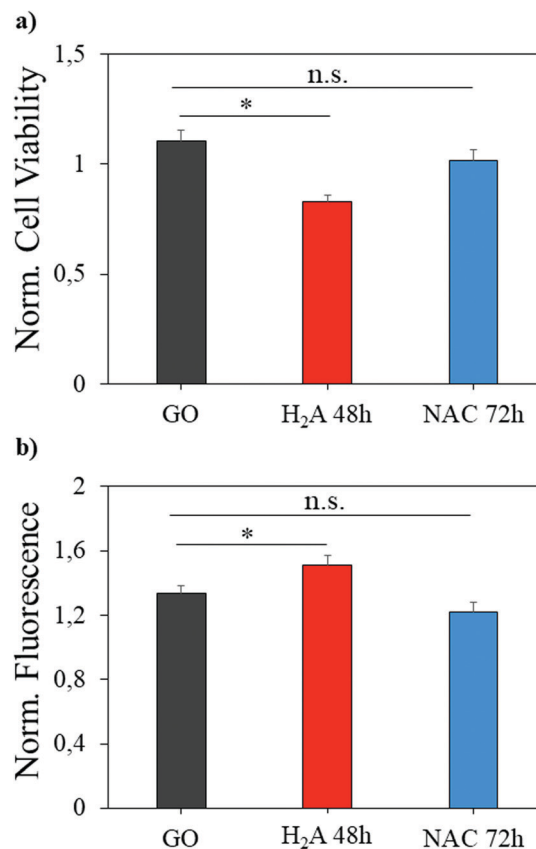 a)
Norm. Cell Viability
1,5
1
0,5
0
n.s.
*
GO
H₂A 48h
NAC 72h
b)
Norm. Fluorescence
2
1,6
1,2
0,8
0,4
0
n.s.
*
GO
H₂A 48h
NAC 72h